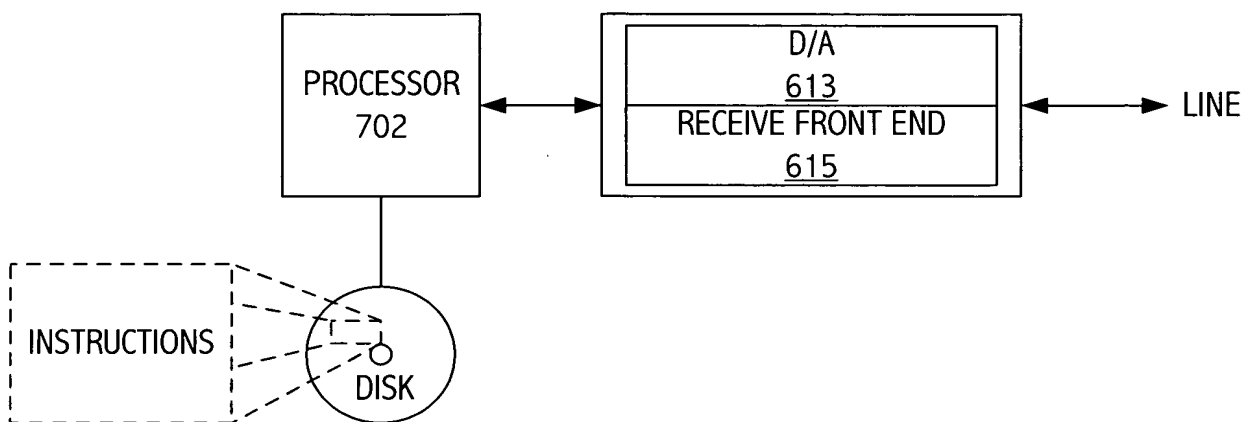 PROCESSOR
702
D/A
613
RECEIVE FRONT END
615
LINE
INSTRUCTIONS
DISK